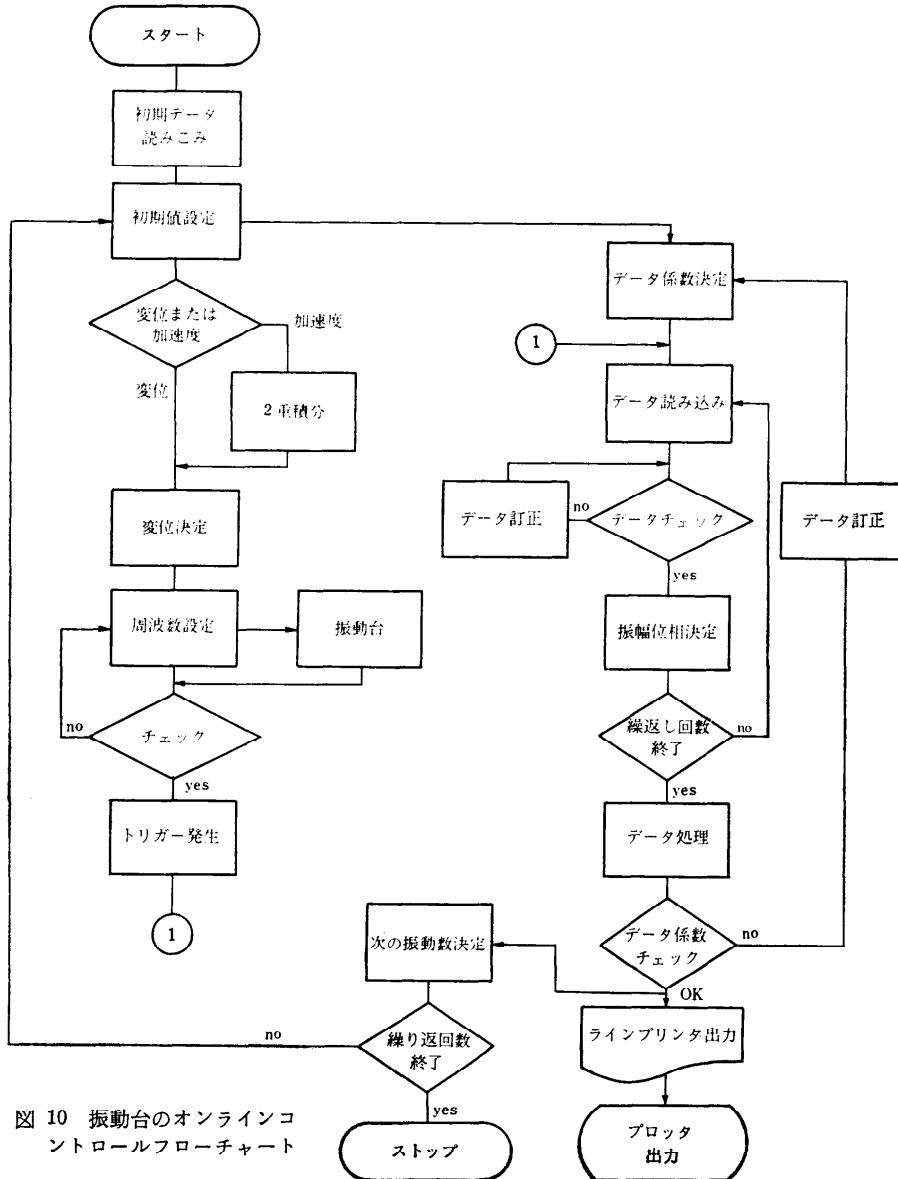 スタート
初期データ
読みこみ
初期値設定
変位または
加速度
加速度
変位
2重積分
変位決定
周波数設定
振動台
no
チェック
yes
トリガー発生
1
データ係数決定
1
データ読み込み
データ訂正
no
データチェック
データ訂正
yes
振幅位相決定
繰返し回数
終了
no
yes
データ処理
次の振動数決定
データ係数
チェック
no
OK
no
繰り返回数
終了
ラインプリンタ出力
yes
ストップ
プロッタ
出力
図 10 振動台のオンラインコ
ントロールフローチャート